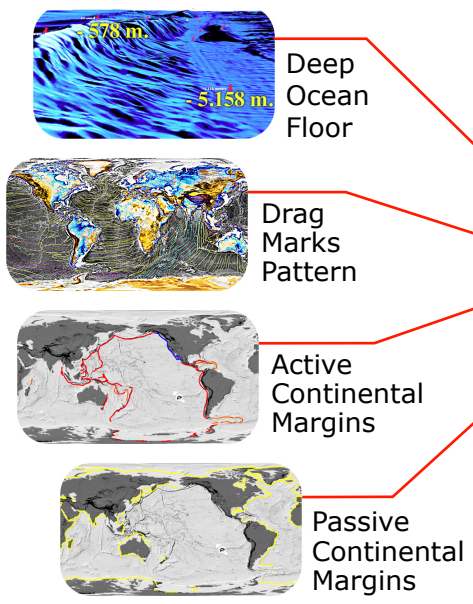 - 578 m.
- 5.158 m.
Deep
Ocean
Floor
Drag
Marks
Pattern
Active
Continental
Margins
Passive
Continental
Margins